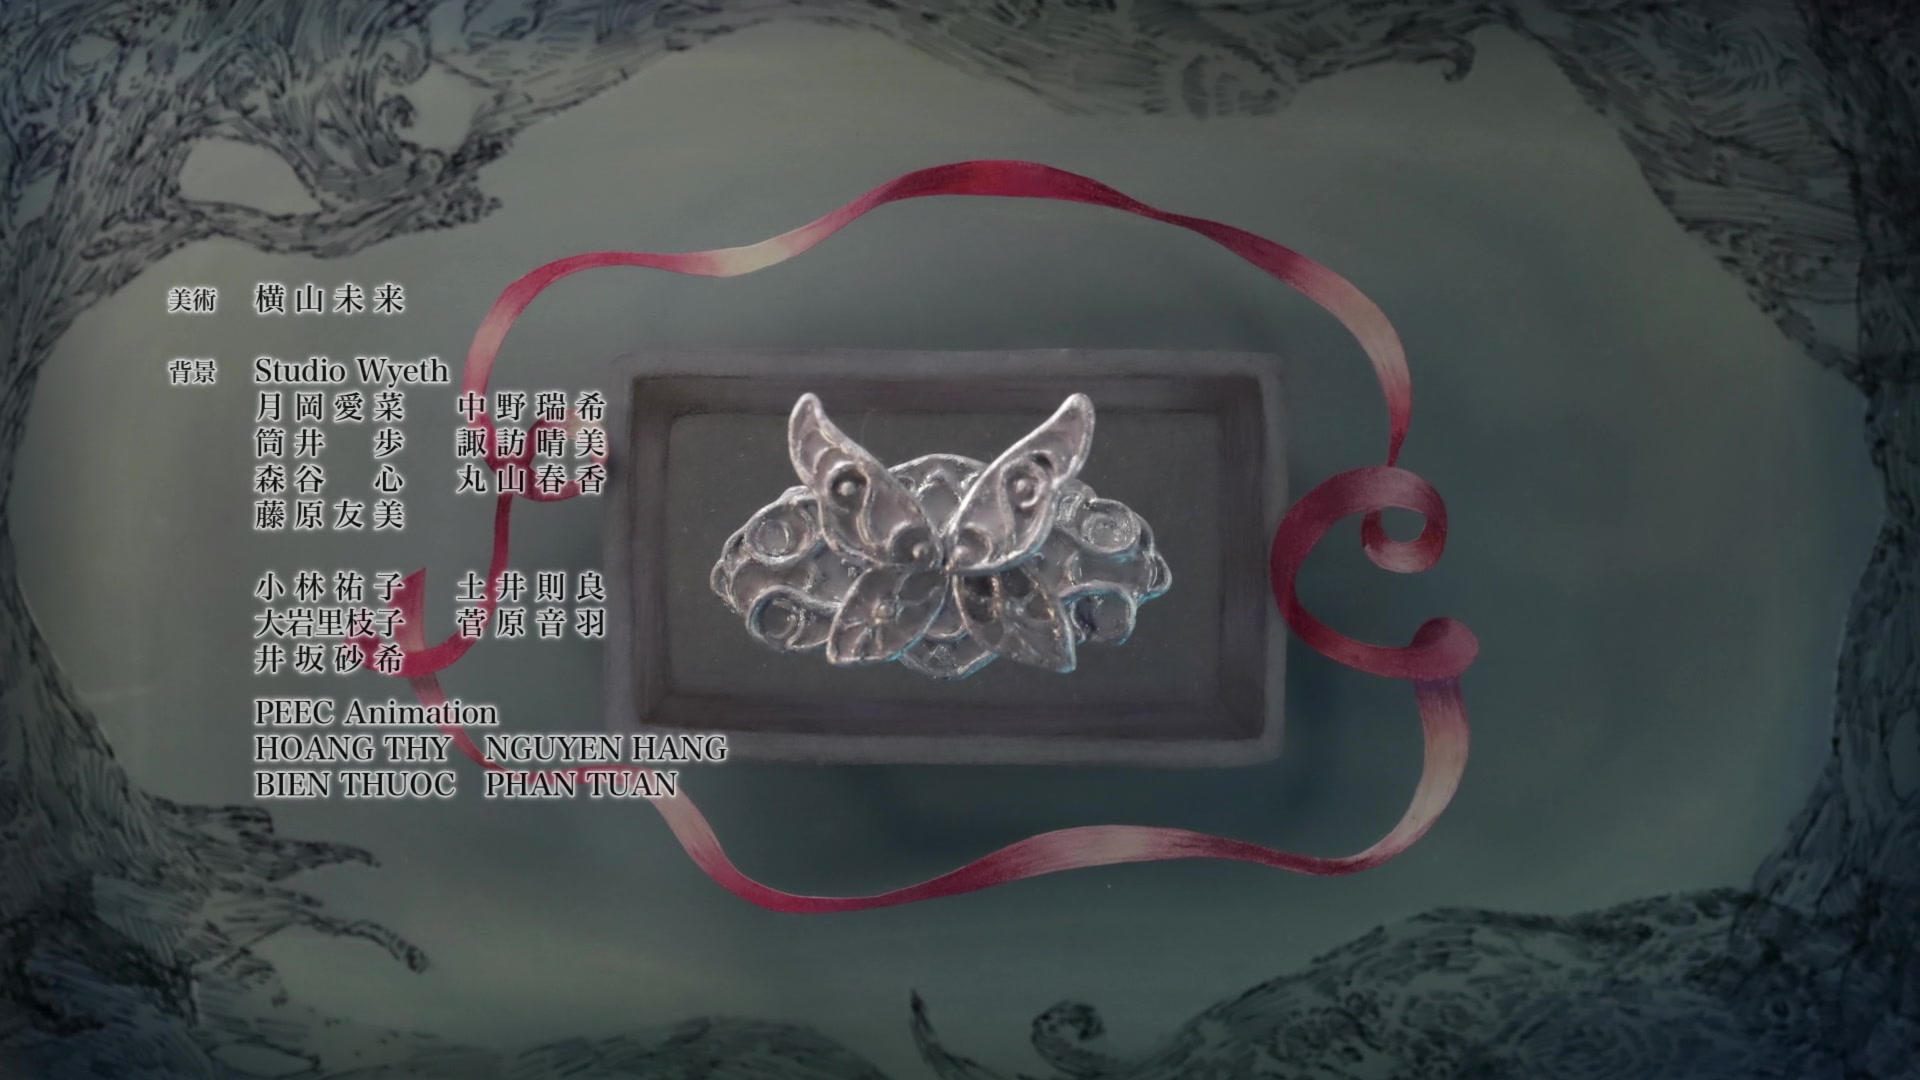 美術 横山未来
背景 Studio Wyeth
月岡愛菜 中野瑞希
筒井 歩 諏訪晴美
森谷 心 丸山春香
藤原友美
小林祐子 土井則良
大岩里枝子 菅原音羽
井坂砂希
PEEC Animation
HOANG THY NGUYEN HANG
BIEN THUOC PHAN TUAN